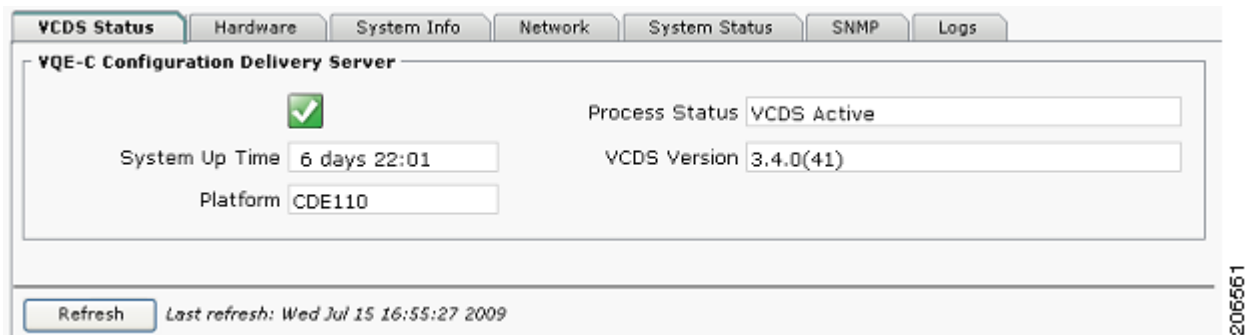 VCDS Status Hardware System Info Network System Status SNMP Logs
VQE-C Configuration Delivery Server
Process Status VCDS Active
System Up Time 6 days 22:01 VCDS Version 3.4.0(41)
Platform CDE110
Refresh Last refresh: Wed Jul 15 16:55:27 2009
206561